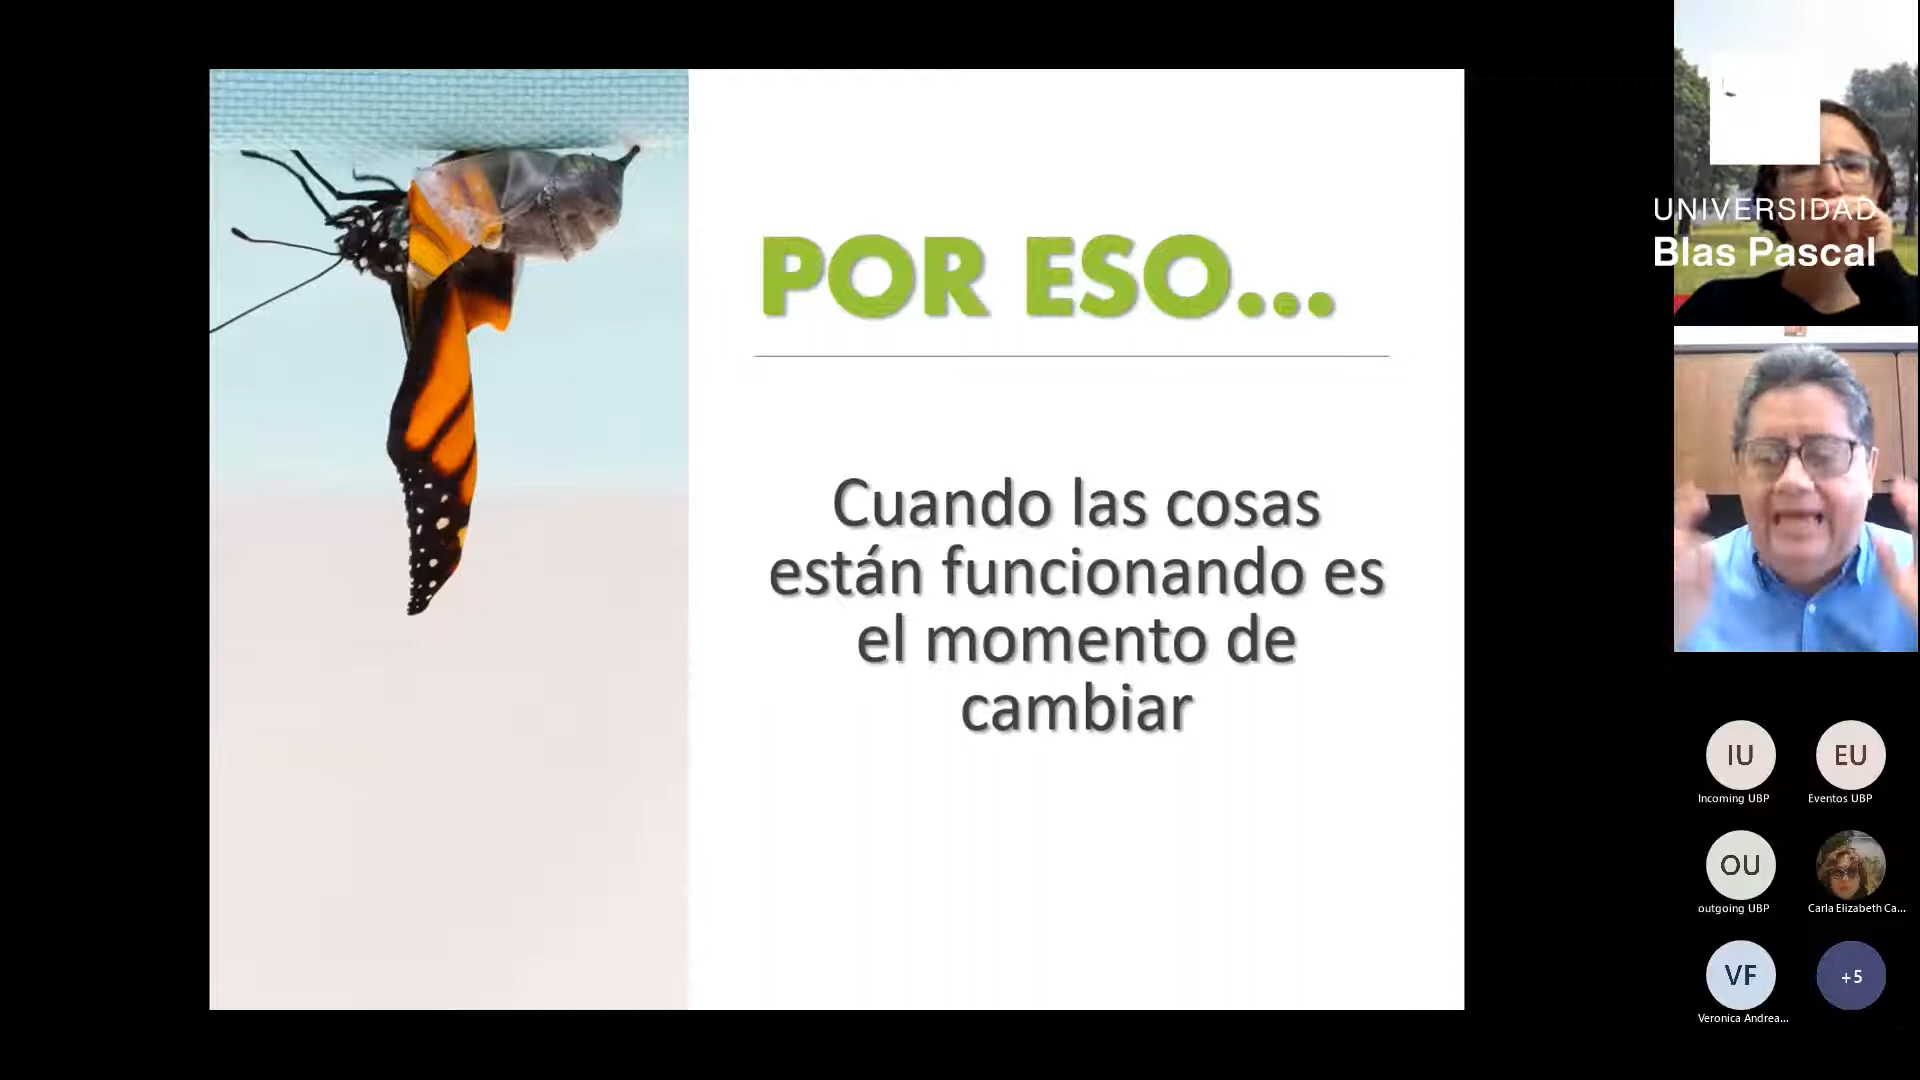 POR ESO...
Cuando las cosas
están funcionando es
el momento de
cambiar
UNIVERSIDAD
Blas Pascal
IU
EU
Incoming UBP
Eventos UBP
OU
outgoing UBP
Carla Elizabeth Ca...
VF
+5
Veronica Andrea...